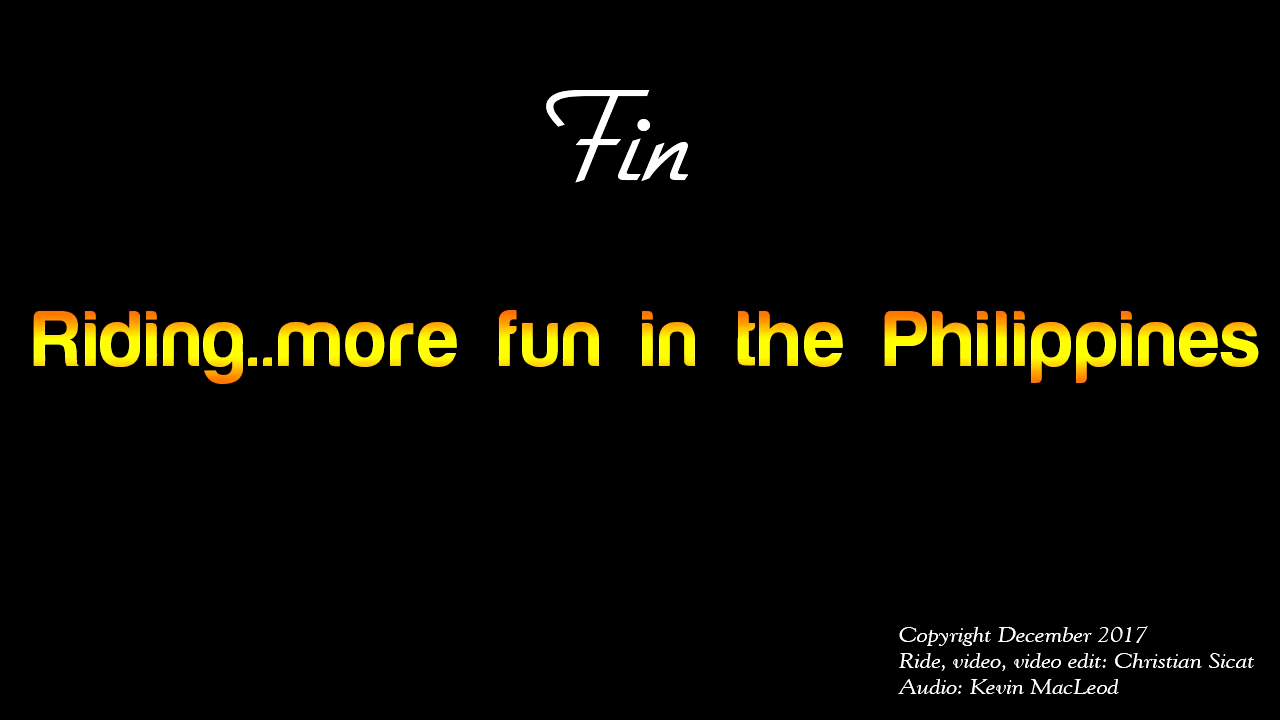 Fin
Riding..more fun in the Philippines
Copyright December 2017
Ride, video, video edit: Christian Sicat
Audio: Kevin MacLeod